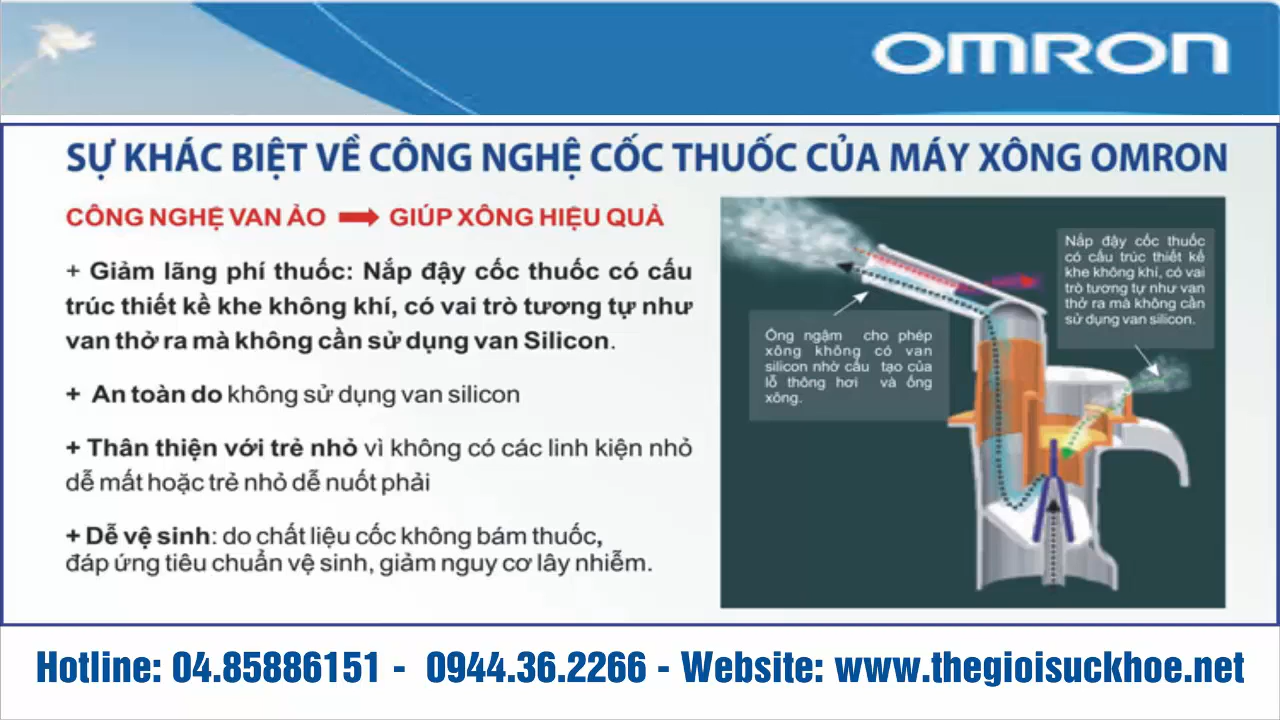 OMRON
SỰ KHÁC BIỆT VỀ CÔNG NGHỆ CỐC THUỐC CỦA MÁY XÔNG OMRON
CÔNG NGHỆ VAN ẢO GIÚP XÔNG HIỆU QUẢ
+ Giảm lãng phí thuốc: Nắp đậy cốc thuốc có cấu
trúc thiết kề khe không khí, có vai trò tương tự như
van thở ra mà không cần sử dụng van Silicon.
+ An toàn do không sử dụng van silicon
+ Thân thiện với trẻ nhỏ vì không có các linh kiện nhỏ
dễ mất hoặc trẻ nhỏ dễ nuốt phải
+ Dễ vệ sinh: do chất liệu cốc không bám thuốc,
đáp ứng tiêu chuẩn vệ sinh, giảm nguy cơ lây nhiễm.
Ống ngậm cho phép
xông không có van
silicon nhờ cấu tạo của
lỗ thông hơi và ống
xông.
Nắp đậy cốc thuốc
có cấu trúc thiết kế
khe không khí, có vai
trò tương tự như van
thở ra mà không cần
sử dụng van silicon.
Hotline: 04.85886151 - 0944.36.2266 - Website: www.thegioisuckhoe.net